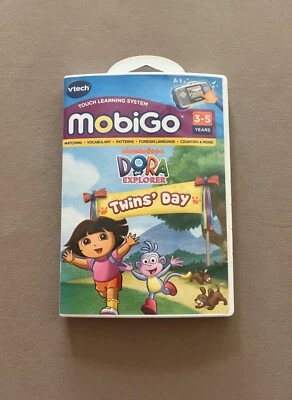 vtech
TOUCH LEARNING SYSTEM
MobiGo
3-5
YEARS
MATCHING • VOCABULARY • PATTERNS • FOREIGN LANGUAGE • COUNTING & MORE!
nickelodeon
DORA
the
EXPLORER
Twins' Day